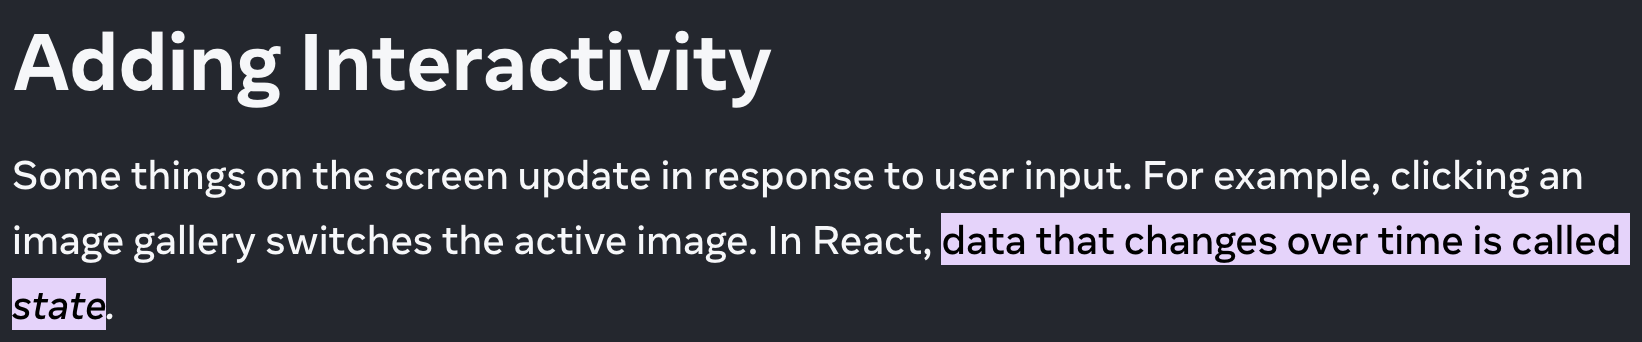 Adding Interactivity
Some things on the screen update in response to user input. For example, clicking an
image gallery switches the active image. In React, data that changes over time is called
state.